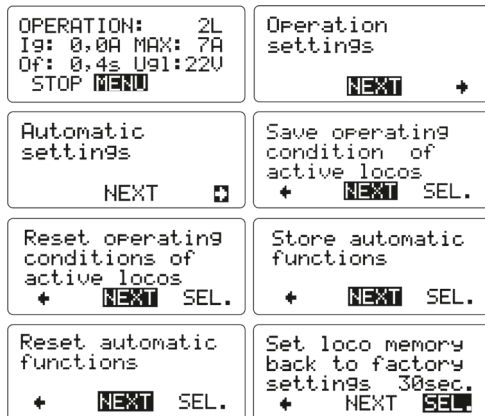 OPERATION: 2L
Ig: 0,0A MAX: 7A
Of: 0,4s Ugl:22V
STOP MENU
Operation
settings
NEXT →
Automatic
settings
NEXT →
Save operating
condition of
active locos
← NEXT SEL.
Reset operating
conditions of
active locos
← NEXT SEL.
Store automatic
functions
← NEXT SEL.
Reset automatic
functions
← NEXT SEL.
Set loco memory
back to factory
settings 30sec.
← NEXT SEL.